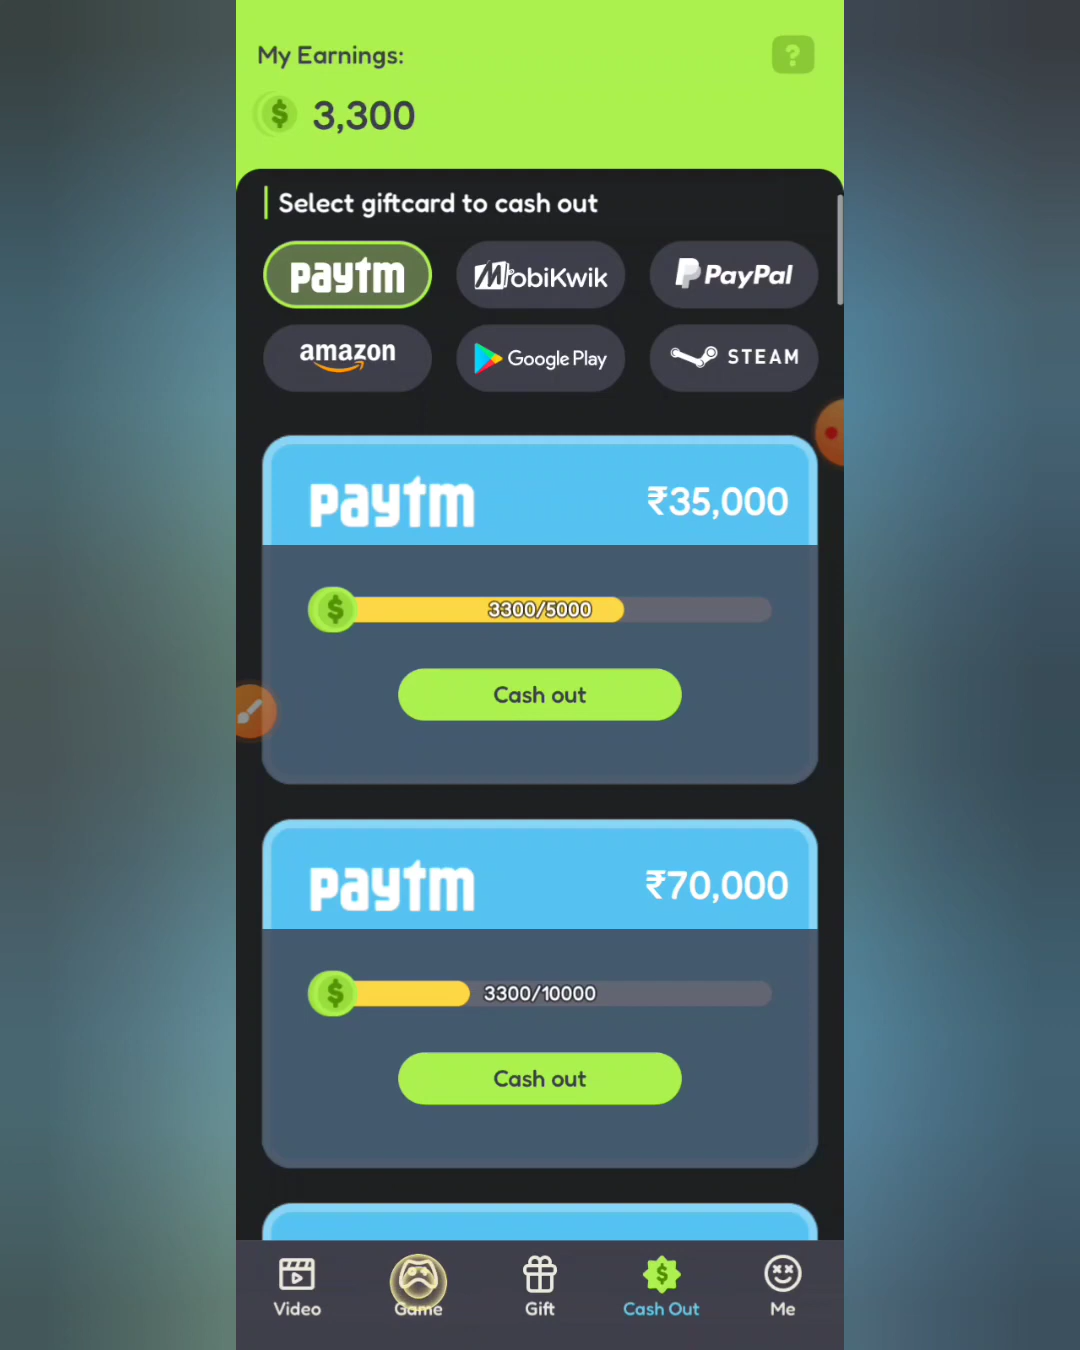 My Earnings:
?
$ 3,300
Select giftcard to cash out
paytm MobiKwik PayPal
amazon Google Play STEAM
paytm ₹35,000
$ 3300/5000
Cash out
paytm ₹70,000
$ 3300/10000
Cash out
$
Video Game Gift Cash Out Me